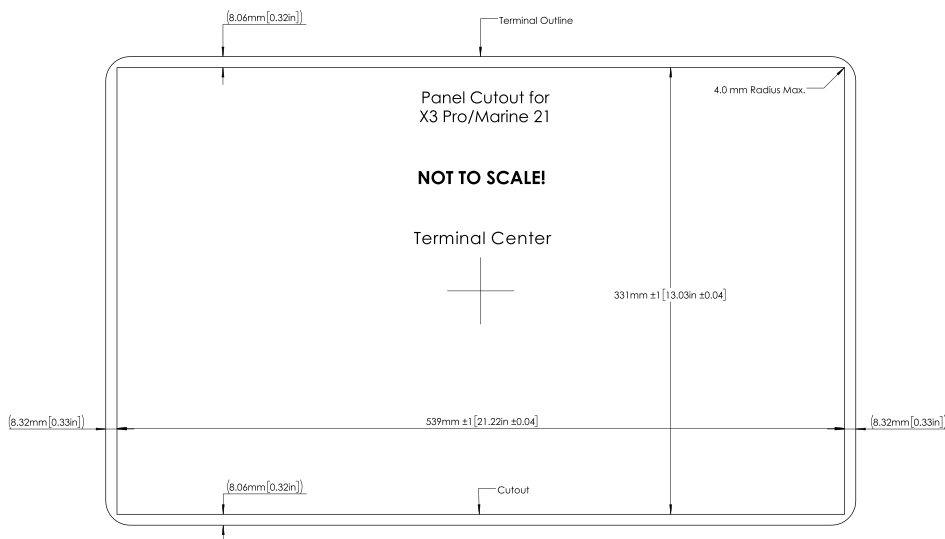 (8.06mm[0.32in])
Terminal Outline
4.0 mm Radius Max.
Panel Cutout for
X3 Pro/Marine 21
NOT TO SCALE!
Terminal Center
331mm ±1[13.03in ±0.04]
(8.32mm[0.33in])
539mm ±1[21.22in ±0.04]
(8.32mm[0.33in])
(8.06mm[0.32in])
Cutout